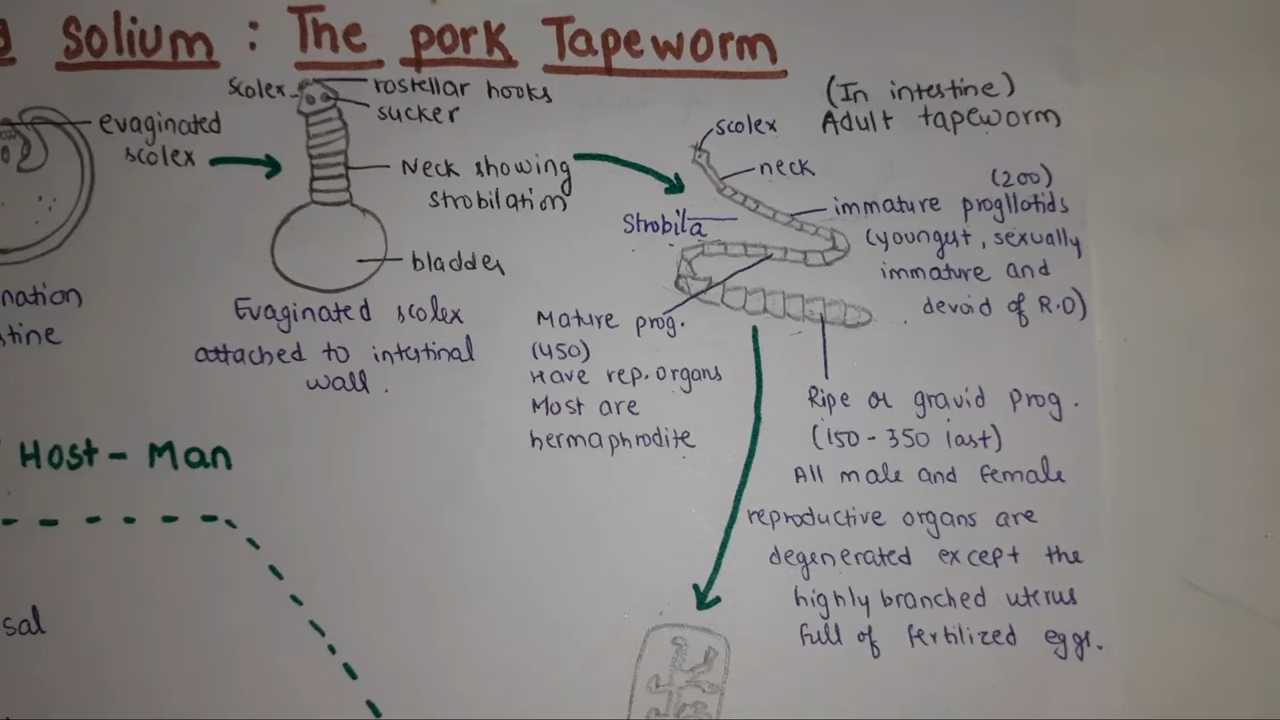 solium : The pork Tapeworm
scolex
rostellar hooks
sucker
evaginated
scolex
Neck showing
strobilation
bladder
Evaginated scolex
attached to intestinal
wall.
nation
stine
(In intestine)
Adult tapeworm
scolex
neck
(200)
immature progllotids
(youngest, sexually
immature and
devoid of R.O)
Strobila
Mature prog.
(450)
Have rep. organs
Most are
hermaphrodite
Ripe or gravid prog.
(150-350 last)
All male and female
reproductive organs are
degenerated except the
highly branched uterus
full of fertilized eggs.
Host - Man
sal